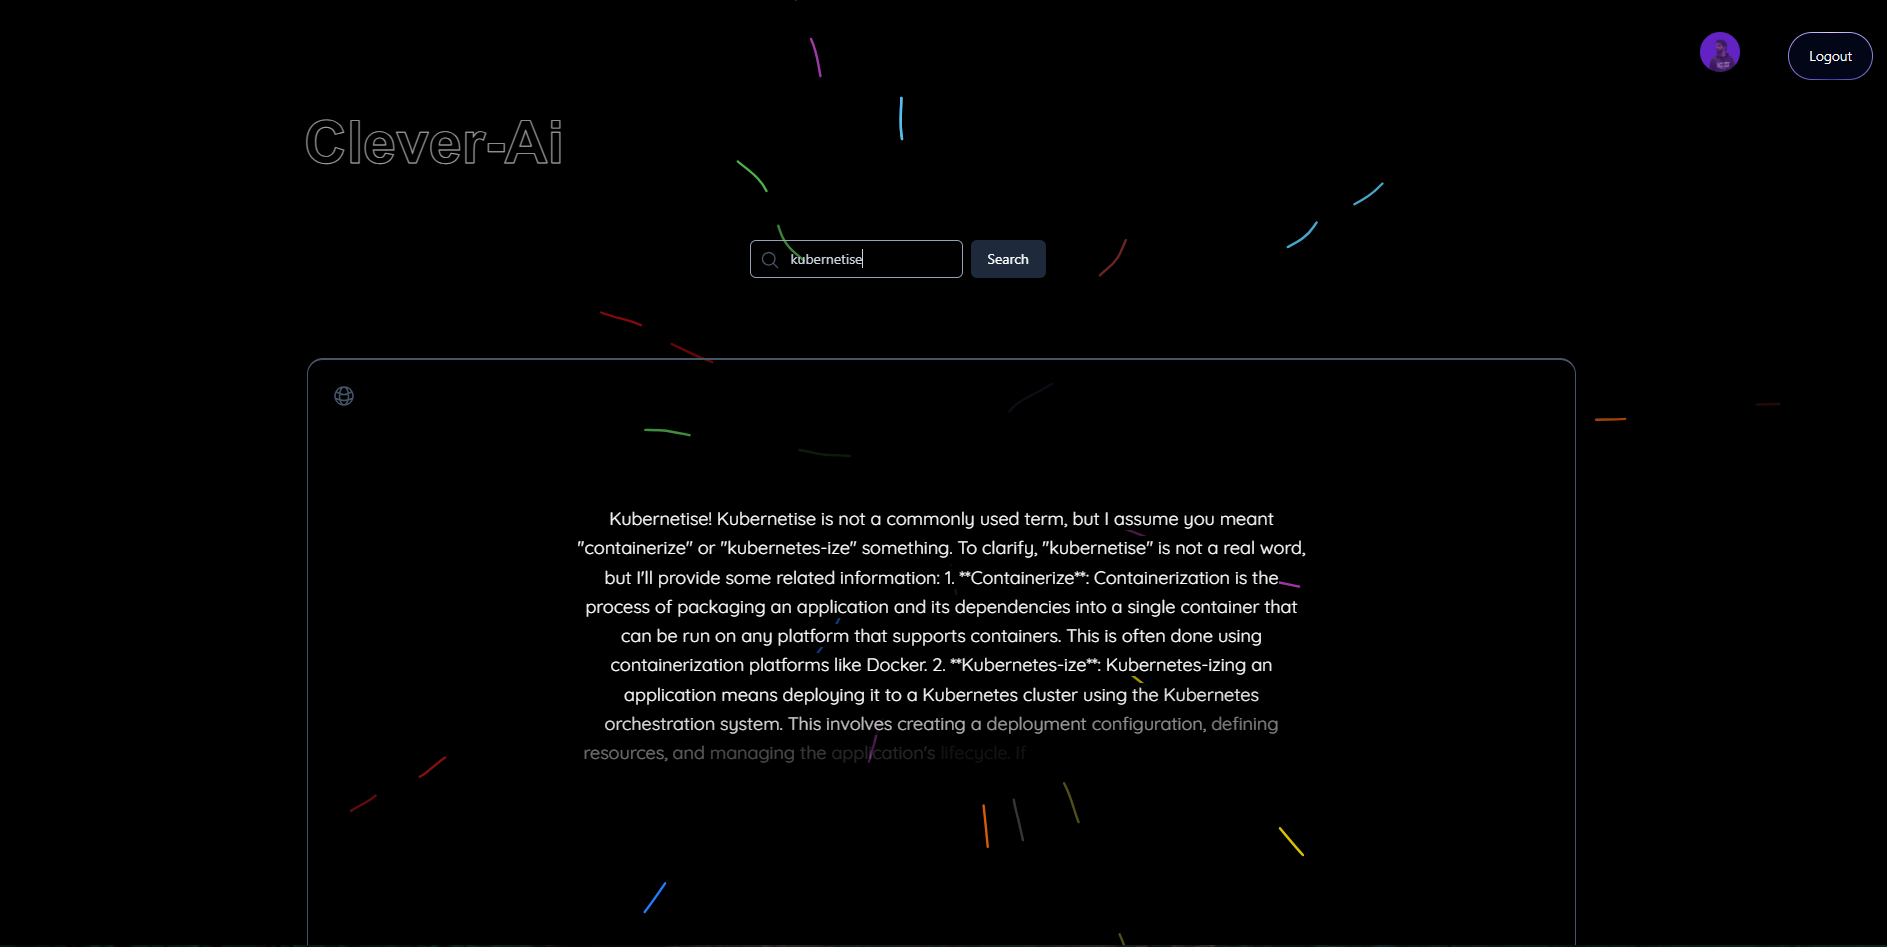 Logout
Clever-Ai
kubernetise
Search
Kubernetise! Kubernetise is not a commonly used term, but I assume you meant
"containerize" or "kubernetes-ize" something. To clarify, "kubernetise" is not a real word,
but I'll provide some related information: 1. **Containerize**: Containerization is the
process of packaging an application and its dependencies into a single container that
can be run on any platform that supports containers. This is often done using
containerization platforms like Docker. 2. **Kubernetes-ize**: Kubernetes-izing an
application means deploying it to a Kubernetes cluster using the Kubernetes
orchestration system. This involves creating a deployment configuration, defining
resources, and managing the application's lifecycle. If